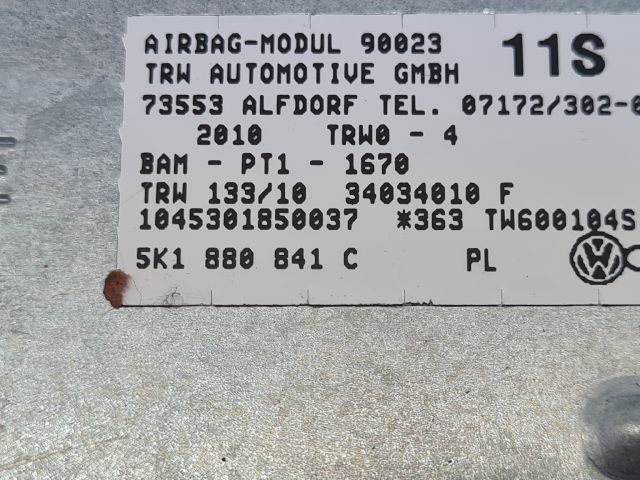 AIRBAG-MODUL 90023 11S
TRW AUTOMOTIVE GMBH
73553 ALFDORF TEL. 07172/302-0
2010 TRW0 - 4
BAM - PT1 - 1670
TRW 133/10 34034010 F
1045301850037 *363 TW600104S
5K1 880 841 C PL